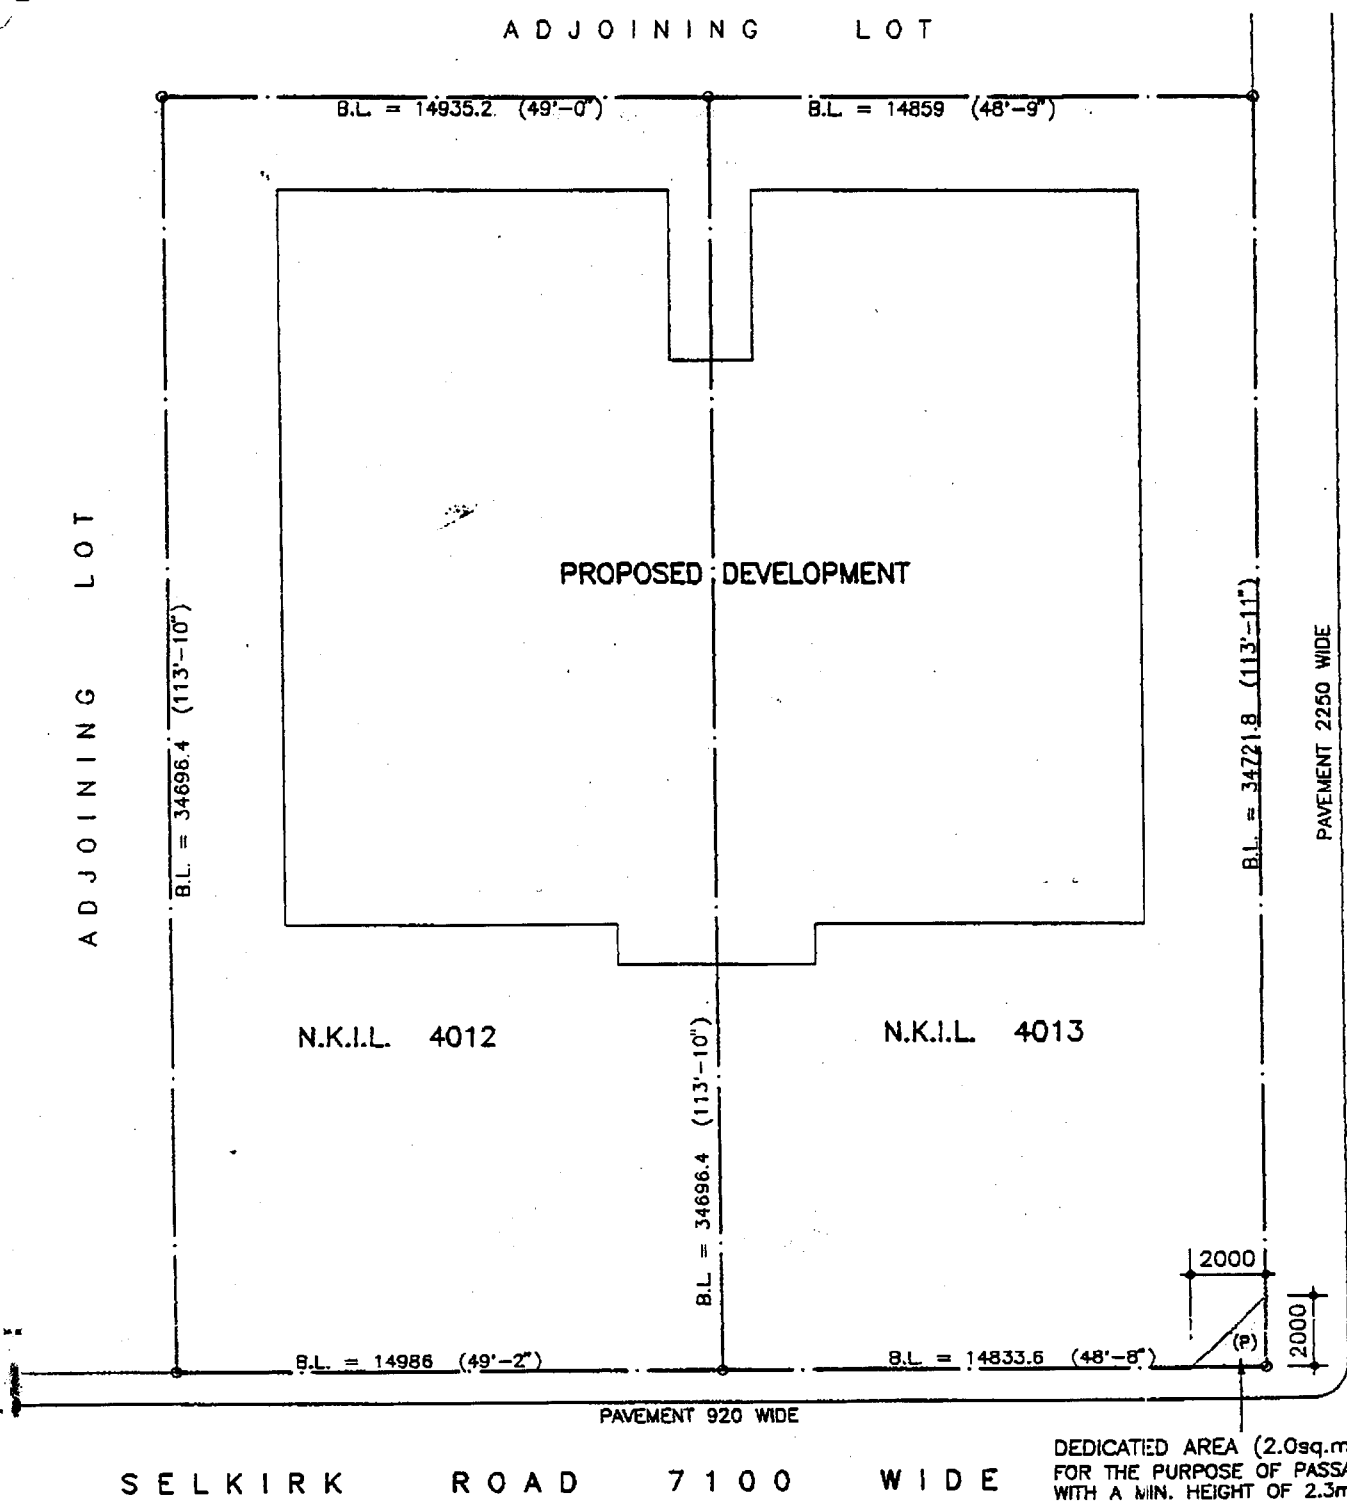 ADJOINING LOT
B.L. = 14935.2 (49'-0")
B.L. = 14859 (48'-9")
ADJOINING LOT
B.L. = 34696.4 (113'-10")
PROPOSED DEVELOPMENT
B.L. = 34721.8 (113'-11")
PAVEMENT 2250 WIDE
N.K.I.L. 4012
N.K.I.L. 4013
B.L. = 34696.4 (113'-10")
2000
2000
(P)
B.L. = 14986 (49'-2")
B.L. = 14833.6 (48'-8")
PAVEMENT 920 WIDE
SELKIRK ROAD 7100 WIDE
DEDICATED AREA (2.0sq.m
FOR THE PURPOSE OF PASSA
WITH A MIN. HEIGHT OF 2.3m